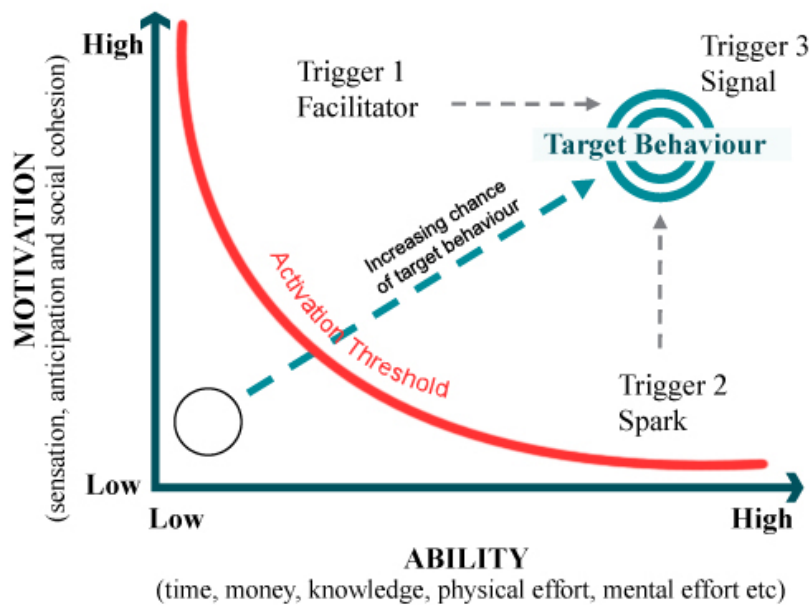 High
Trigger 1
Facilitator
Trigger 3
Signal
Target Behaviour
MOTIVATION
(sensation, anticipation and social cohesion)
Increasing chance
of target behaviour
Activation Threshold
Trigger 2
Spark
Low
Low
High
ABILITY
(time, money, knowledge, physical effort, mental effort etc)